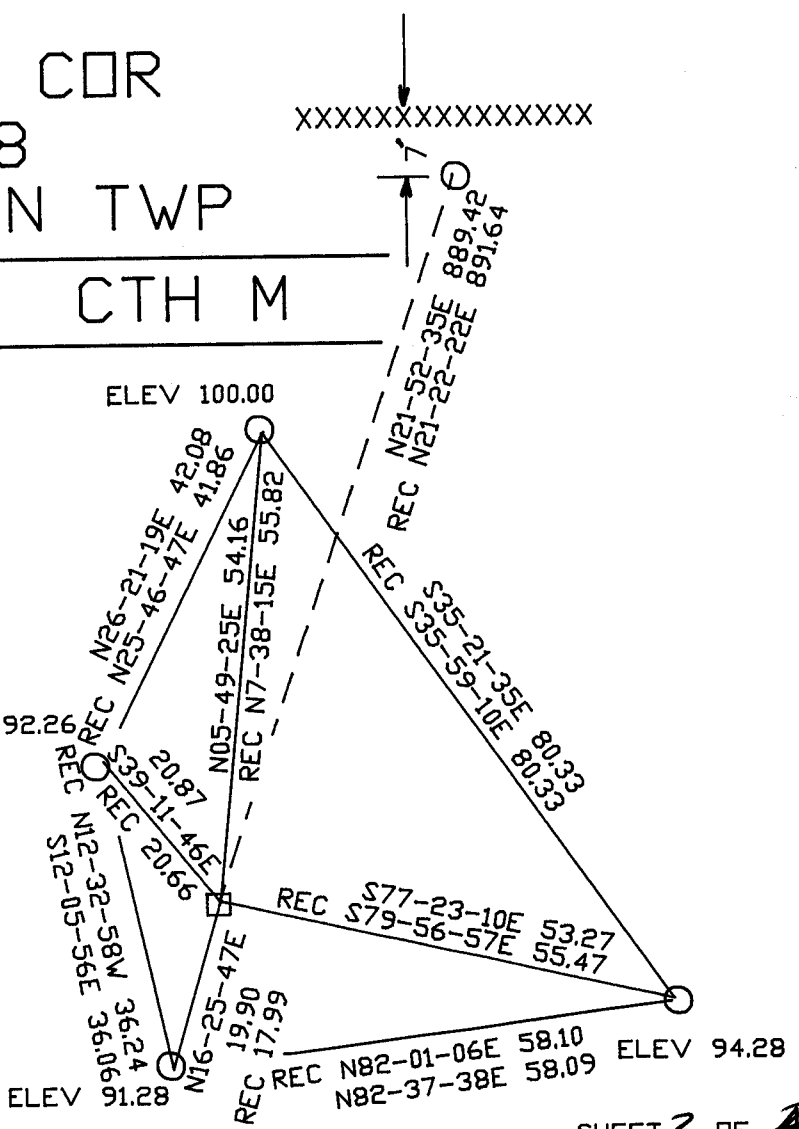 COR
8
N TWP
CTH M
XXXXXXXXXXXXXXX
7'
N21-52-35E 889.42
REC N21-22-22E 891.64
ELEV 100.00
N26-21-19E 42.08
REC N25-46-47E 41.86
N05-49-25E 54.16
REC N7-38-15E 55.82
S35-21-35E 80.33
REC S35-59-10E 80.33
92.26
20.87
S39-11-46E
REC 20.66
REC N12-32-58W 36.24
S12-05-56E 36.06
S77-23-10E 53.27
REC S79-56-57E 55.47
N16-25-47E
19.90
REC 17.99
N82-01-06E 58.10
REC N82-37-38E 58.09
ELEV 94.28
ELEV 91.28
SHEET 2 OF